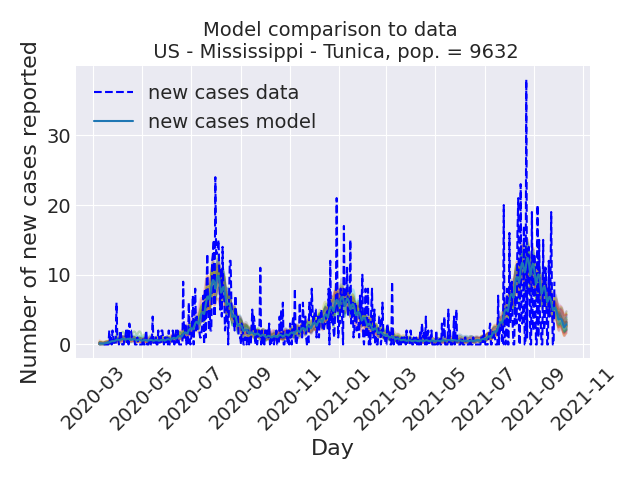 Model comparison to data
US - Mississippi - Tunica, pop. = 9632
Number of new cases reported
new cases data
new cases model
30
20
10
0
2020-03
2020-05
2020-07
2020-09
2020-11
2021-01
2021-03
2021-05
2021-07
2021-09
2021-11
Day